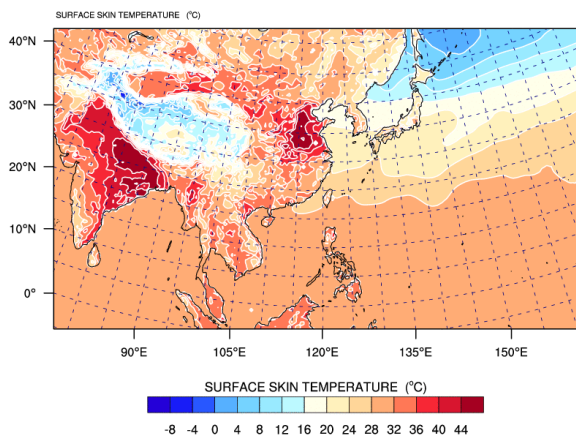 SURFACE SKIN TEMPERATURE (°C)
40°N
30°N
20°N
10°N
0°
90°E 105°E 120°E 135°E 150°E
SURFACE SKIN TEMPERATURE (°C)
-8 -4 0 4 8 12 16 20 24 28 32 36 40 44